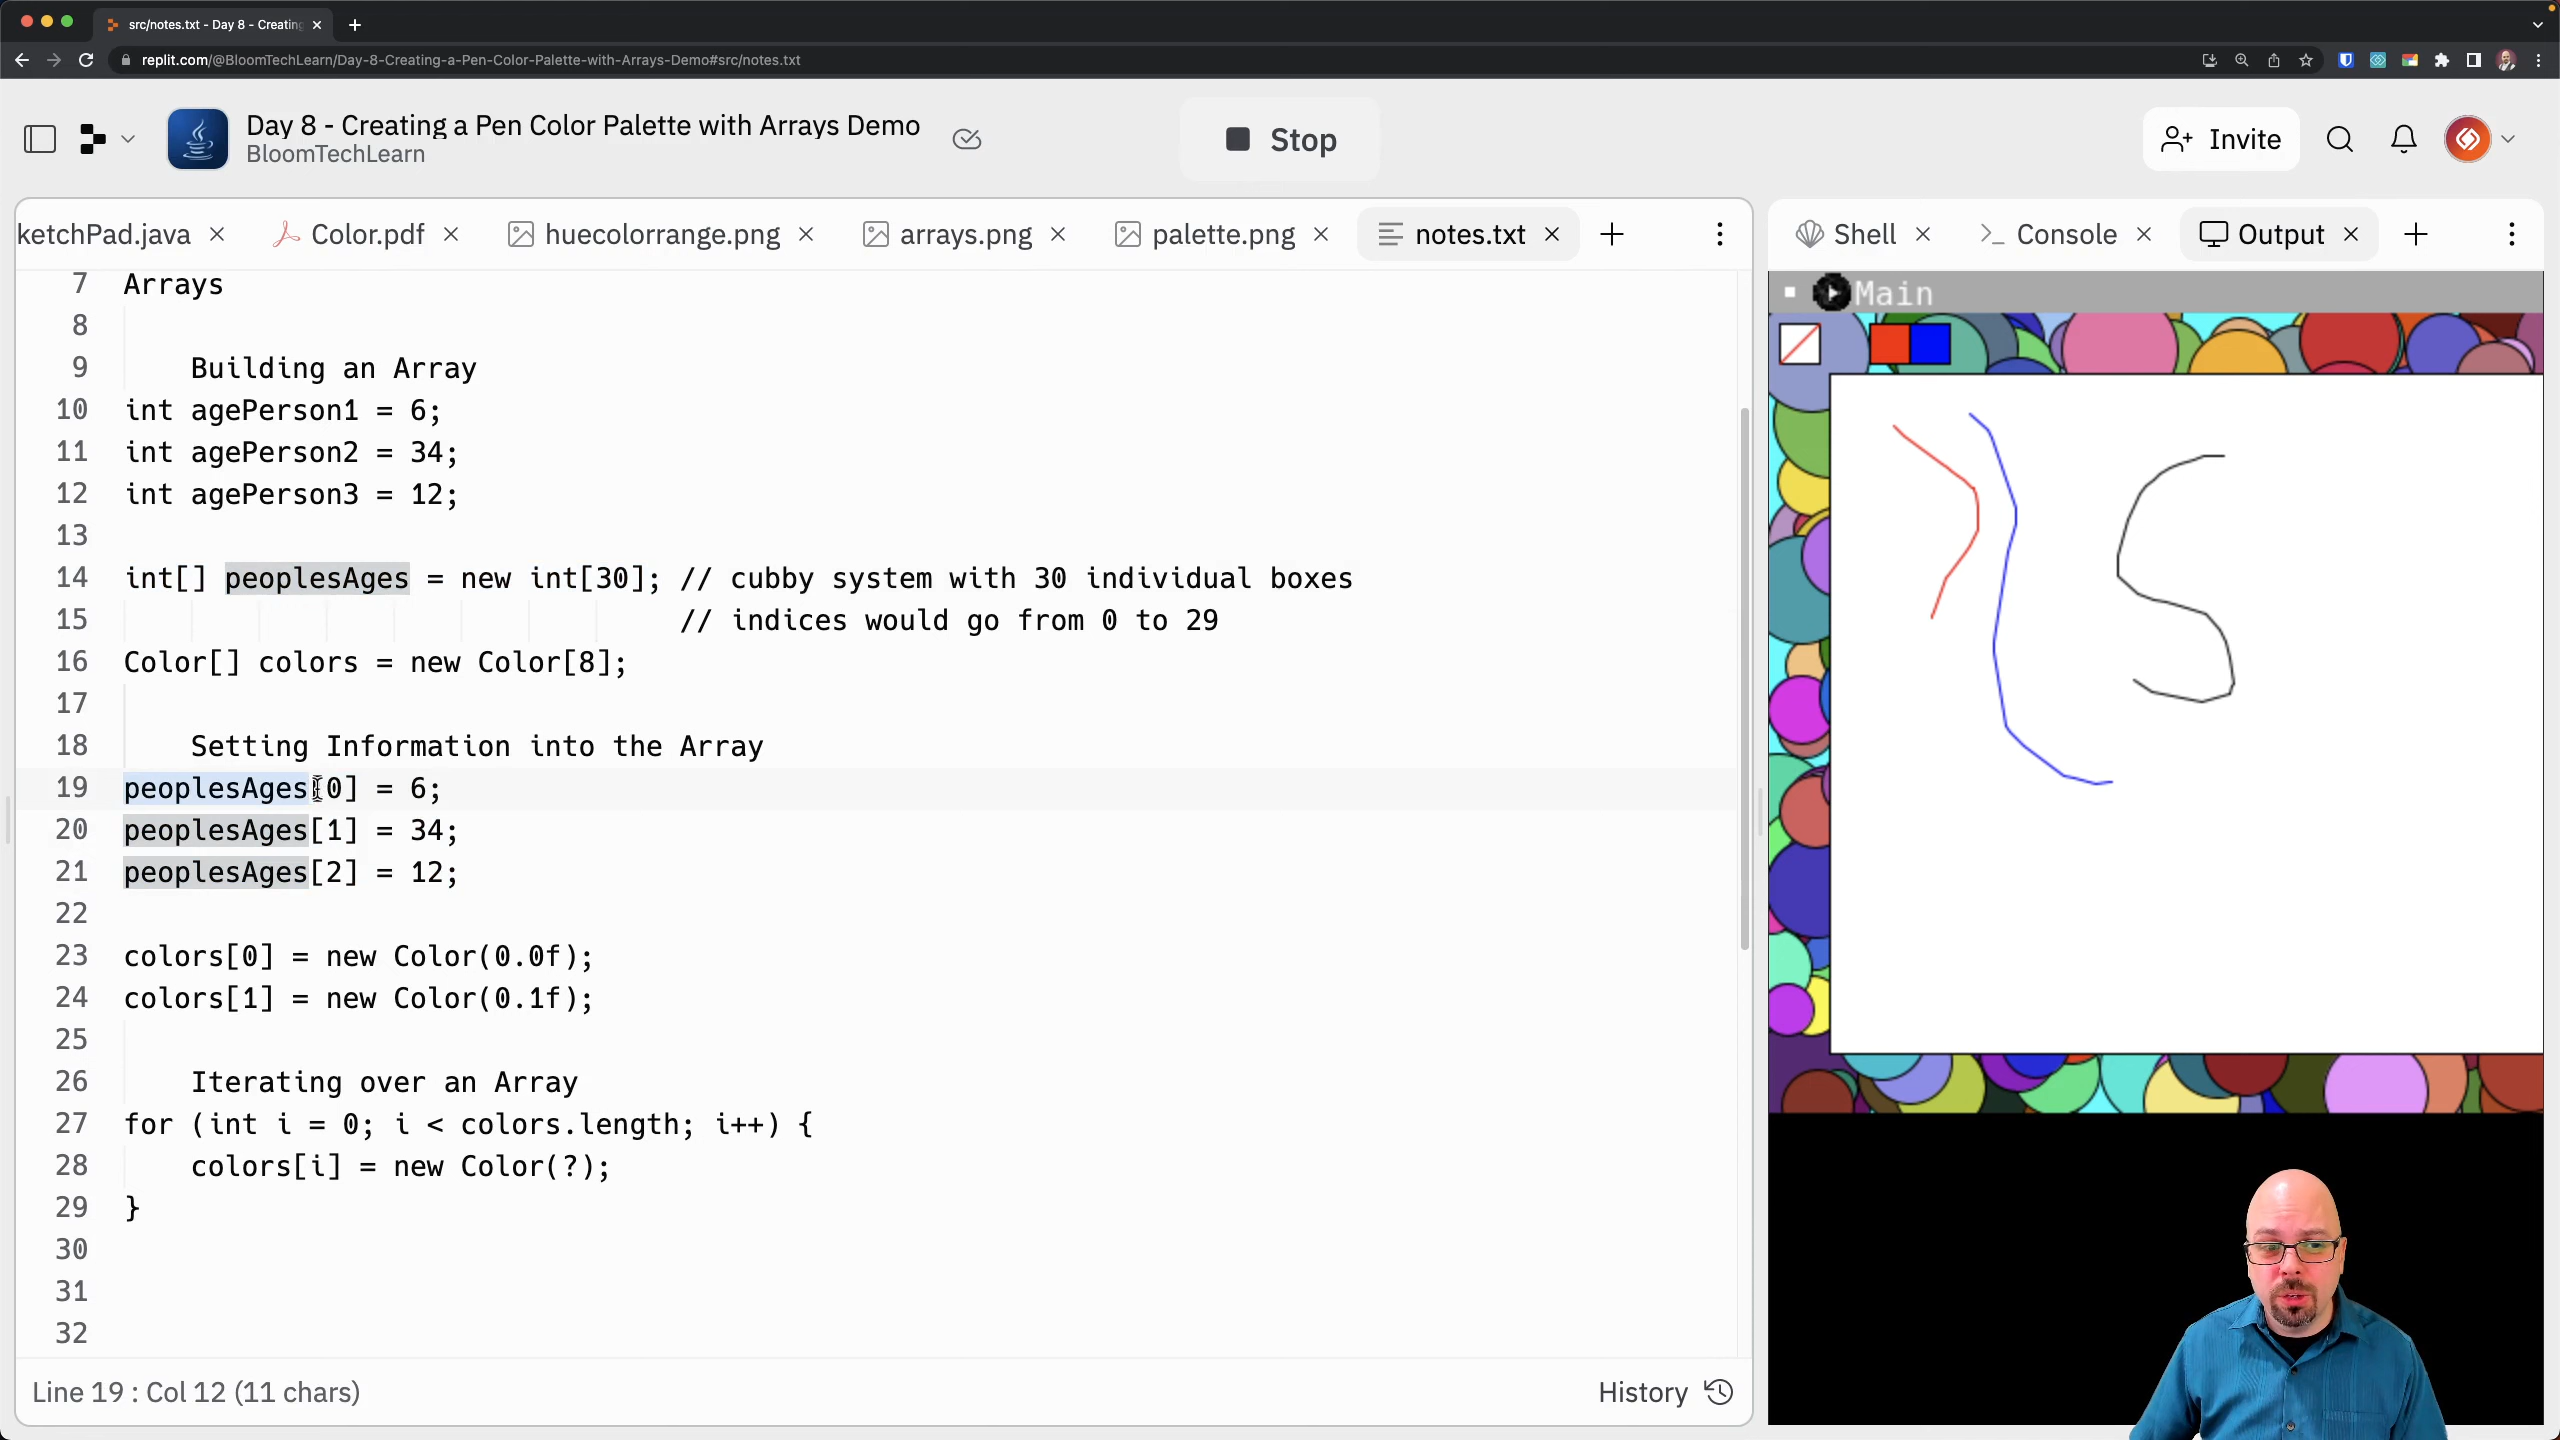 src/notes.txt - Day 8 - Creating
replit.com/@BloomTechLearn/Day-8-Creating-a-Pen-Color-Palette-with-Arrays-Demo#src/notes.txt
Day 8 - Creating a Pen Color Palette with Arrays Demo
BloomTechLearn
Stop
Invite
ketchPad.java
Color.pdf
huecolorrange.png
arrays.png
palette.png
notes.txt
Shell
Console
Output
Main
7 Arrays
8
9 Building an Array
10 int agePerson1 = 6;
11 int agePerson2 = 34;
12 int agePerson3 = 12;
13
14 int[] peoplesAges = new int[30]; // cubby system with 30 individual boxes
15 // indices would go from 0 to 29
16 Color[] colors = new Color[8];
17
18 Setting Information into the Array
19 peoplesAges[0] = 6;
20 peoplesAges[1] = 34;
21 peoplesAges[2] = 12;
22
23 colors[0] = new Color(0.0f);
24 colors[1] = new Color(0.1f);
25
26 Iterating over an Array
27 for (int i = 0; i < colors.length; i++) {
28 colors[i] = new Color(?);
29 }
30
31
32
Line 19 : Col 12 (11 chars)
History